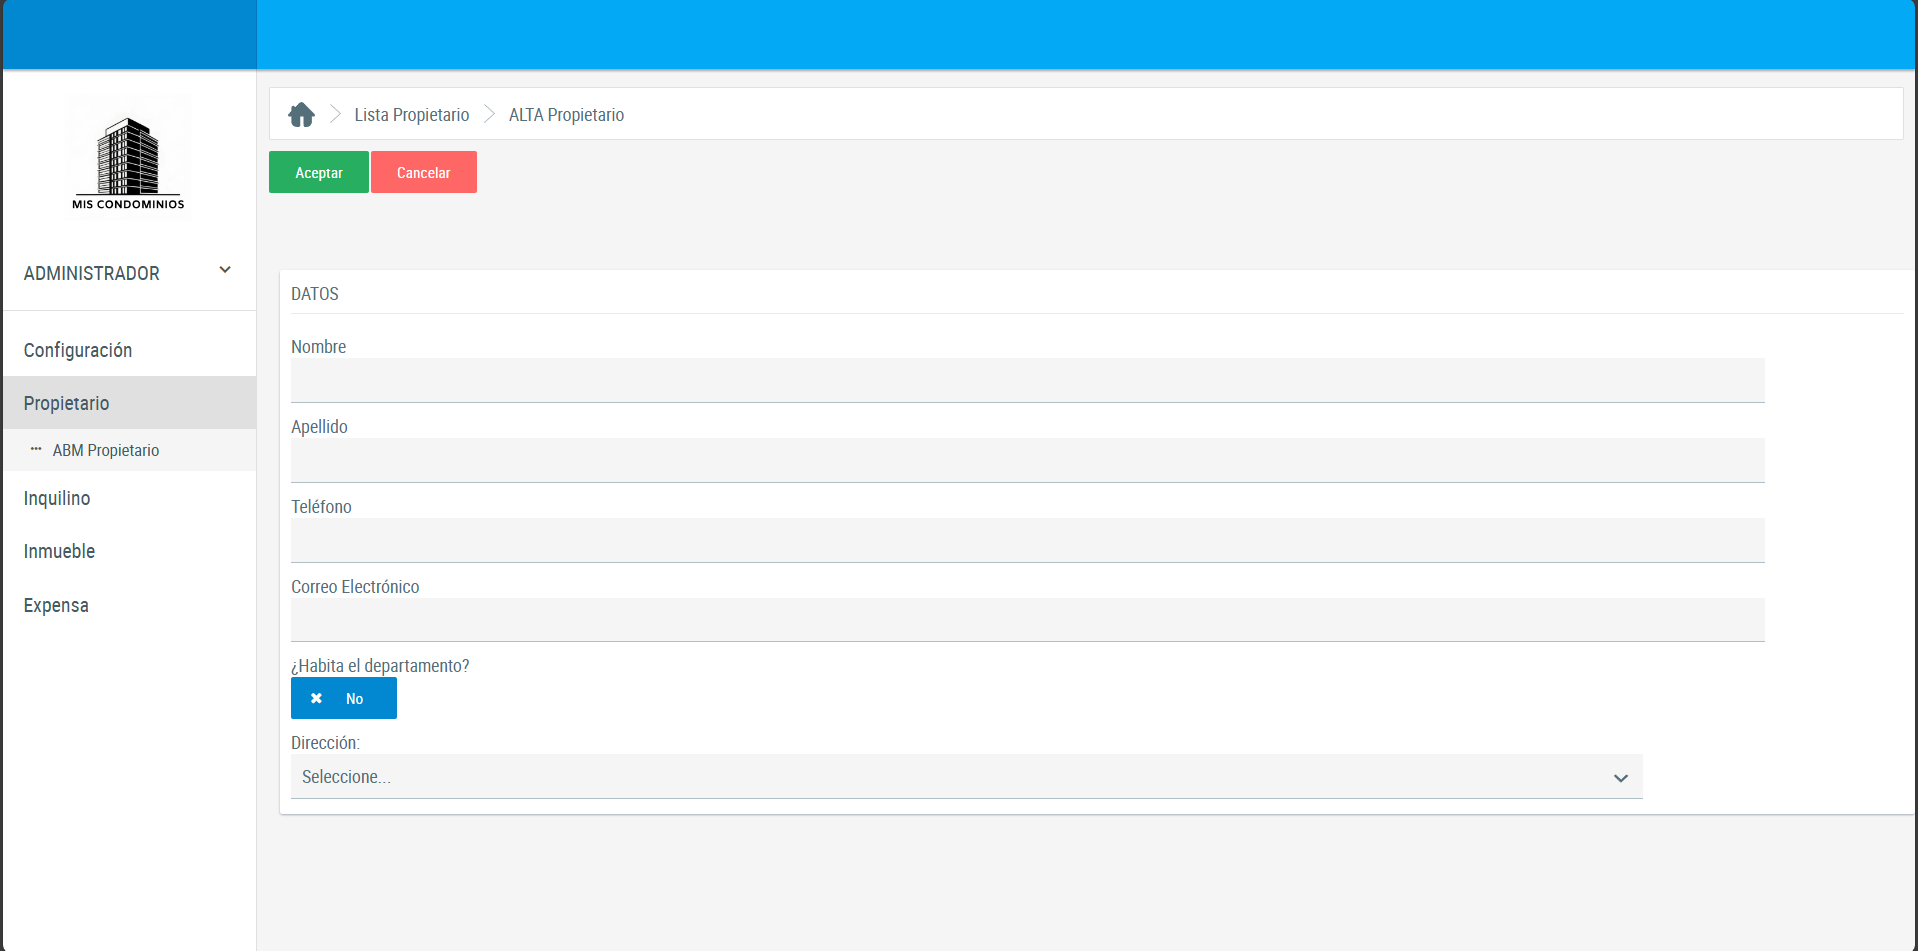 MIS CONDOMINIOS
ADMINISTRADOR
Configuración
Propietario
ABM Propietario
Inquilino
Inmueble
Expensa
Lista Propietario
ALTA Propietario
Aceptar
Cancelar
DATOS
Nombre
Apellido
Teléfono
Correo Electrónico
¿Habita el departamento?
No
Dirección:
Seleccione...